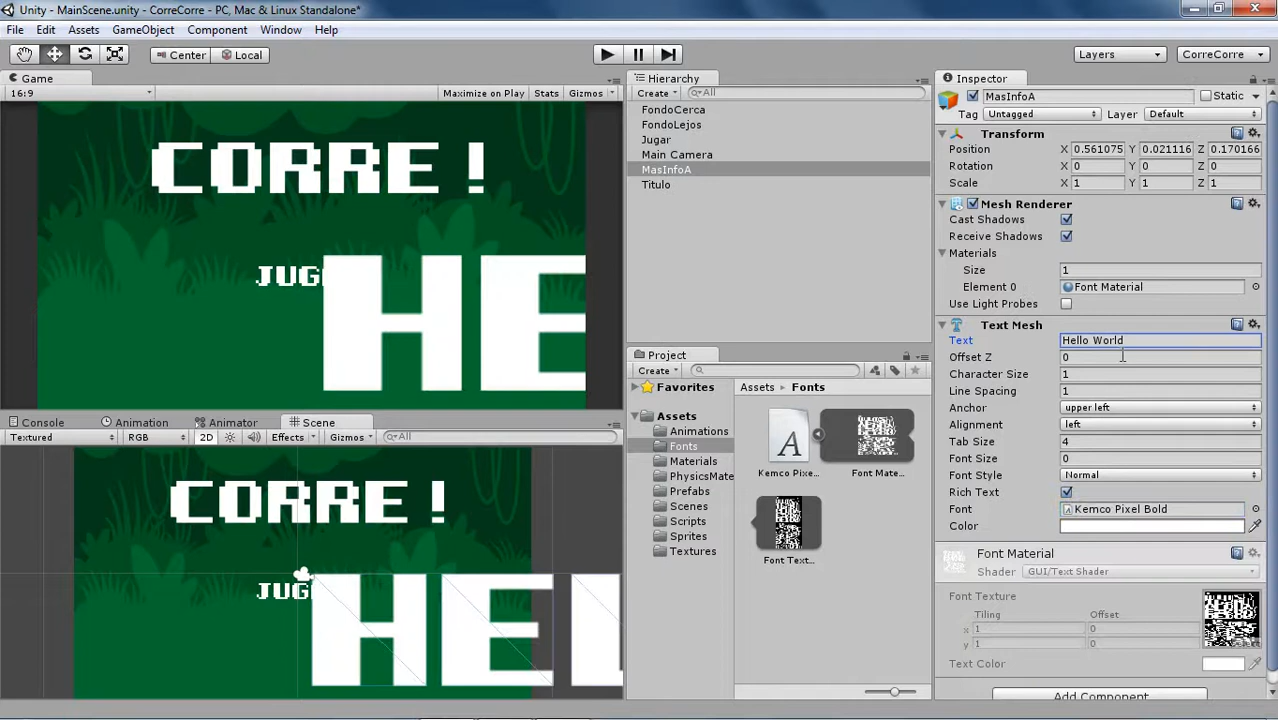 Unity - MainScene.unity - CorreCorre - PC, Mac & Linux Standalone*
File Edit Assets GameObject Component Window Help
Center Local Layers CorreCorre
Game
16:9 Maximize on Play Stats Gizmos
CORRE !
JUG
HE
Console Animation Animator Scene
Textured RGB 2D Effects Gizmos All
CORRE !
JUG
HE
Hierarchy
Create All
FondoCerca
FondoLejos
Jugar
Main Camera
MasInfoA
Titulo
Project
Create
Favorites
Assets
Animations
Fonts
Materials
PhysicsMate
Prefabs
Scenes
Scripts
Sprites
Textures
Assets Fonts
Kemco Pixe...
Font Mate...
Font Text...
Inspector
MasInfoA Static
Tag Untagged Layer Default
Transform
Position X 0.561075 Y 0.021116 Z 0.170166
Rotation X 0 Y 0 Z 0
Scale X 1 Y 1 Z 1
Mesh Renderer
Cast Shadows
Receive Shadows
Materials
Size 1
Element 0 Font Material
Use Light Probes
Text Mesh
Text Hello World
Offset Z 0
Character Size 1
Line Spacing 1
Anchor upper left
Alignment left
Tab Size 4
Font Size 0
Font Style Normal
Rich Text
Font Kemco Pixel Bold
Color
Font Material
Shader GUI/Text Shader
Font Texture
Tiling Offset
x 1 0
y 1 0
Text Color
Add Component